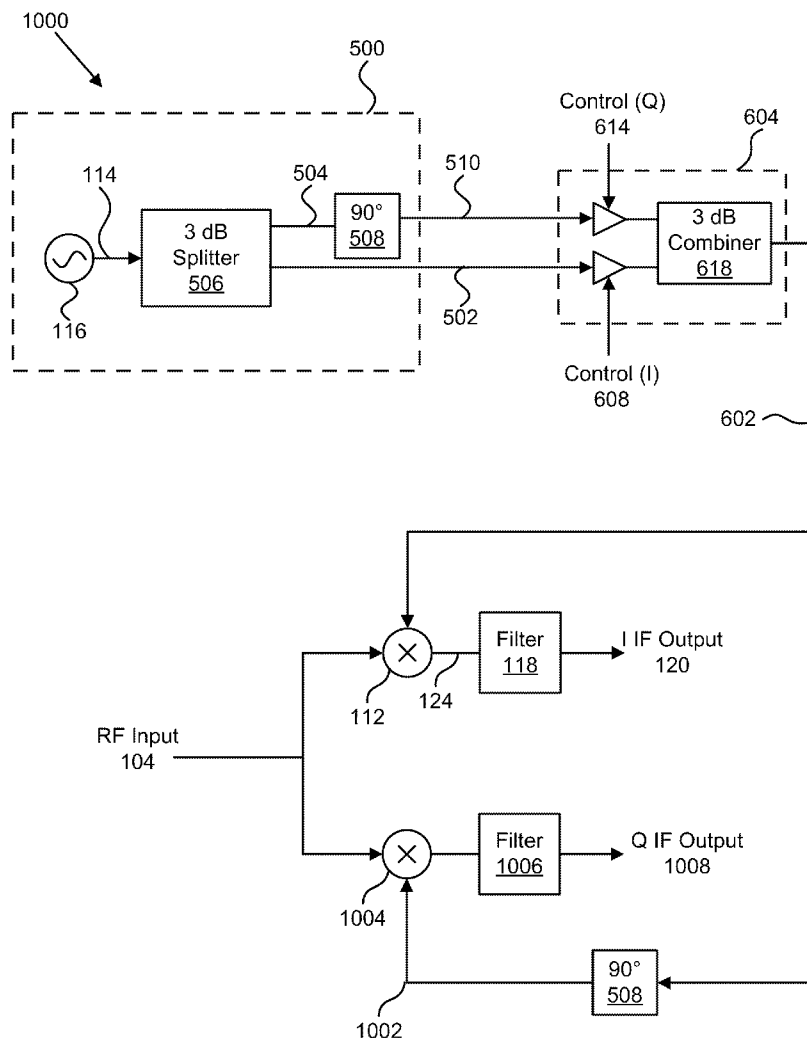 1000
500
Control (Q)
614
604
114
504
510
90°
508
3 dB
Splitter
506
3 dB
Combiner
618
116
502
Control (I)
608
602
Filter
118
I IF Output
120
112
124
RF Input
104
Filter
1006
Q IF Output
1008
1004
90°
508
1002